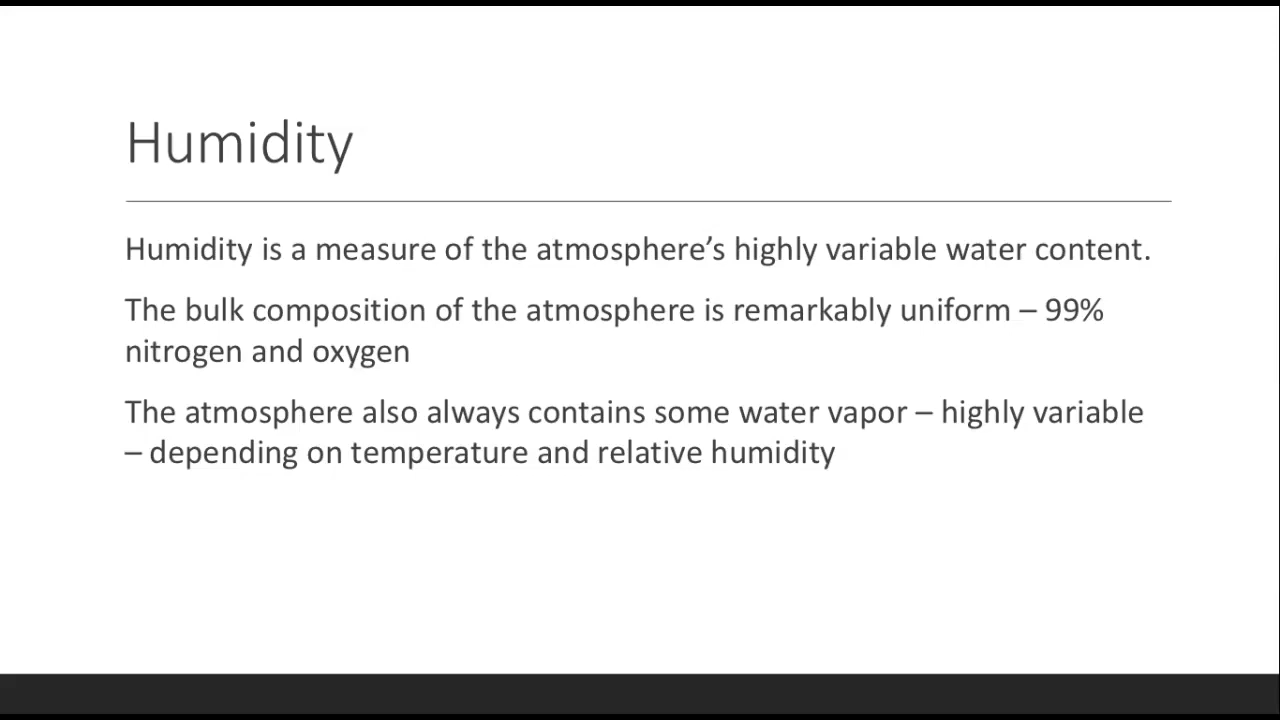 Humidity
Humidity is a measure of the atmosphere’s highly variable water content.
The bulk composition of the atmosphere is remarkably uniform – 99%
nitrogen and oxygen
The atmosphere also always contains some water vapor – highly variable
– depending on temperature and relative humidity